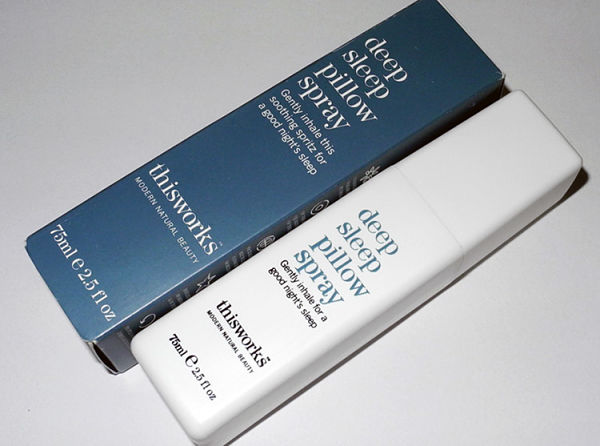 deep
sleep
pillow
spray
Gently inhale this
soothing spritz for
a good night's sleep
thisworks™
MODERN NATURAL BEAUTY
75ml e 2.5 fl oz
deep
sleep
pillow
spray
Gently inhale for a
good night's sleep
thisworks™
MODERN NATURAL BEAUTY
75ml e 2.5 fl oz